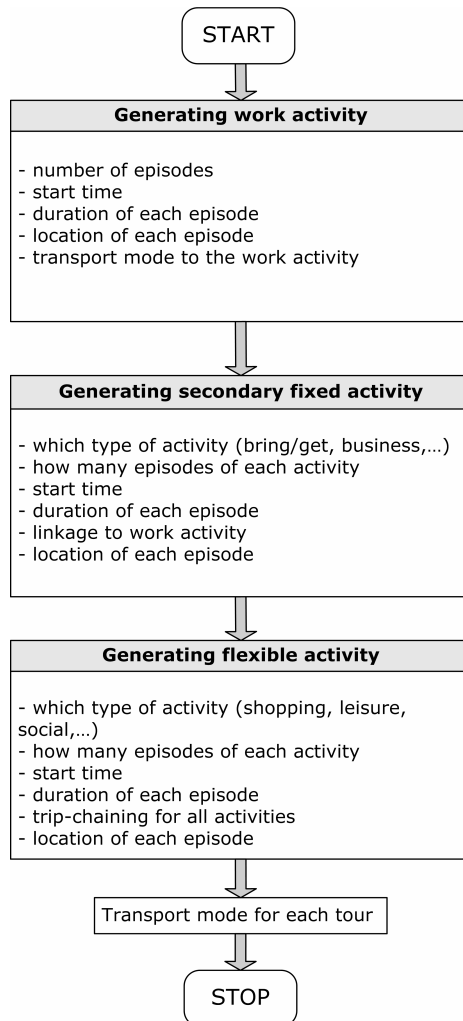 START
Generating work activity
- number of episodes
- start time
- duration of each episode
- location of each episode
- transport mode to the work activity
Generating secondary fixed activity
- which type of activity (bring/get, business,...)
- how many episodes of each activity
- start time
- duration of each episode
- linkage to work activity
- location of each episode
Generating flexible activity
- which type of activity (shopping, leisure,
social,...)
- how many episodes of each activity
- start time
- duration of each episode
- trip-chaining for all activities
- location of each episode
Transport mode for each tour
STOP